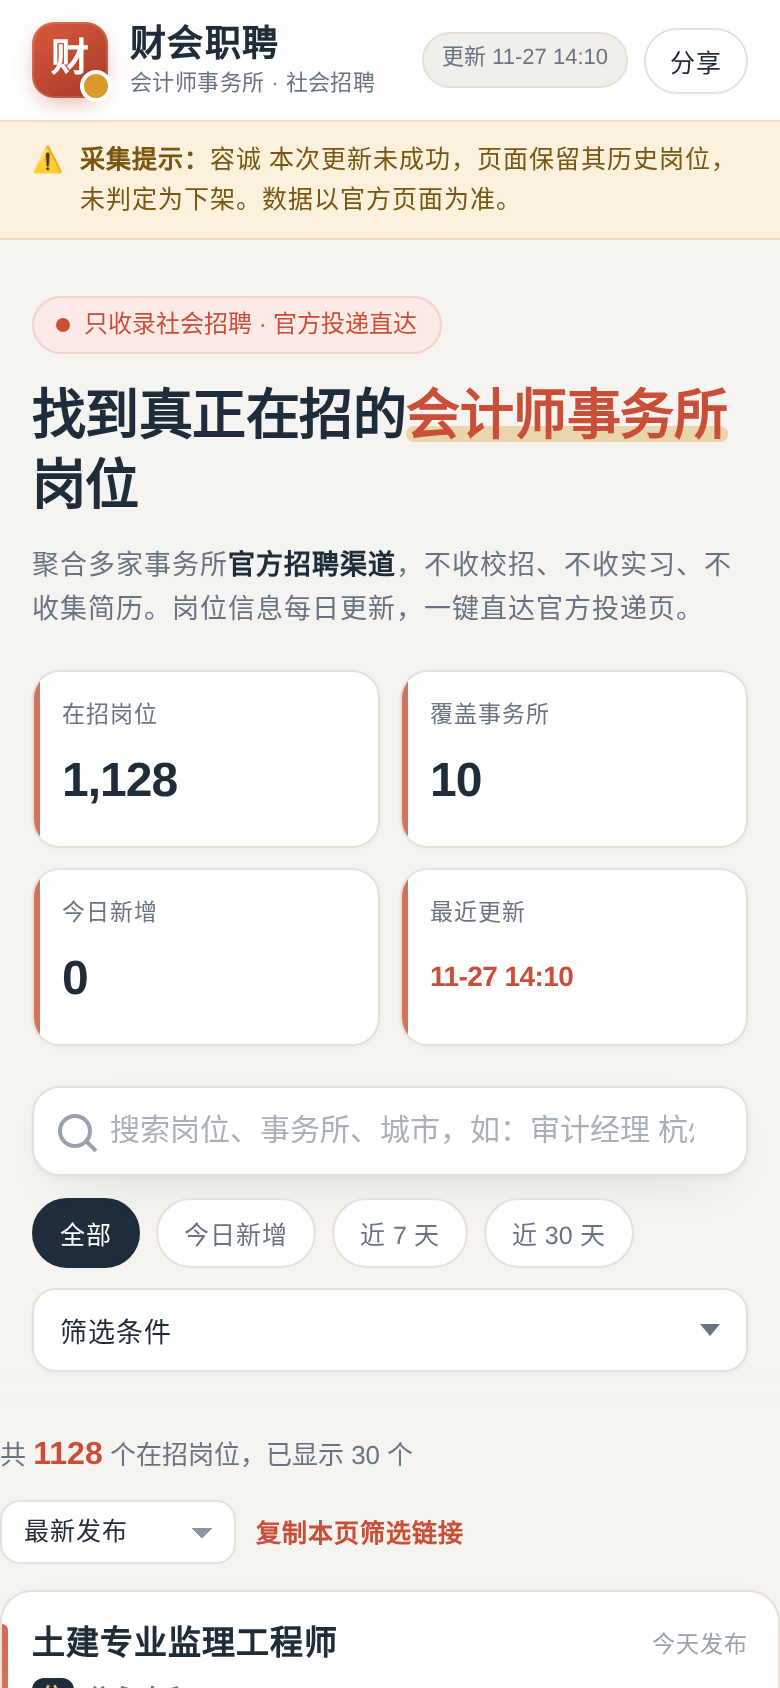 财
财会职聘
会计师事务所 · 社会招聘
更新 11-27 14:10
分享
采集提示：容诚 本次更新未成功，页面保留其历史岗位，
未判定为下架。数据以官方页面为准。
只收录社会招聘 · 官方投递直达
找到真正在招的会计师事务所
岗位
聚合多家事务所官方招聘渠道，不收校招、不收实习、不
收集简历。岗位信息每日更新，一键直达官方投递页。
在招岗位
1,128
覆盖事务所
10
今日新增
0
最近更新
11-27 14:10
搜索岗位、事务所、城市，如：审计经理 杭
全部
今日新增
近 7 天
近 30 天
筛选条件
共 1128 个在招岗位，已显示 30 个
最新发布
复制本页筛选链接
土建专业监理工程师
今天发布